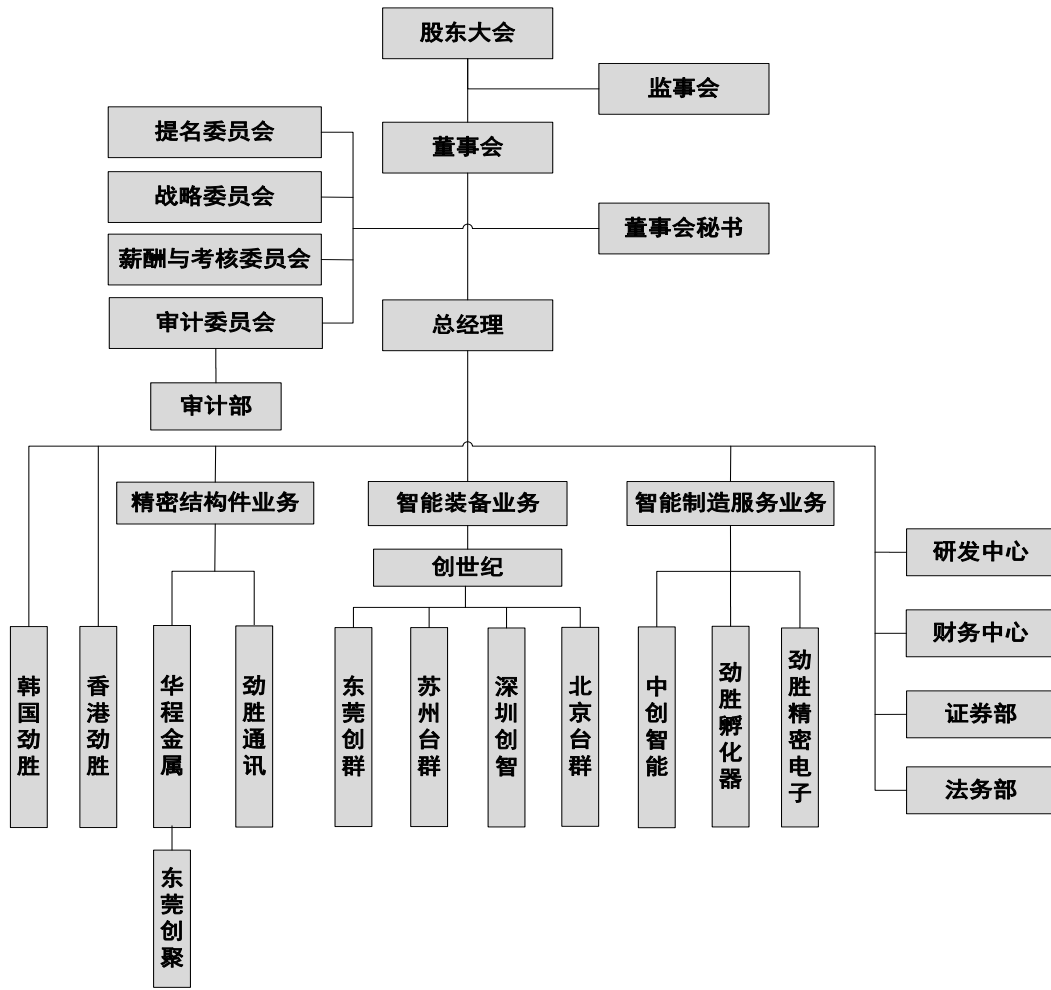 股东大会
监事会
提名委员会
董事会
战略委员会
董事会秘书
薪酬与考核委员会
审计委员会
总经理
审计部
精密结构件业务
智能装备业务
智能制造服务业务
研发中心
创世纪
财务中心
韩国劲胜
香港劲胜
华程金属
劲胜通讯
东莞创群
苏州台群
深圳创智
北京台群
中创智能
劲胜孵化器
劲胜精密电子
证券部
法务部
东莞创聚